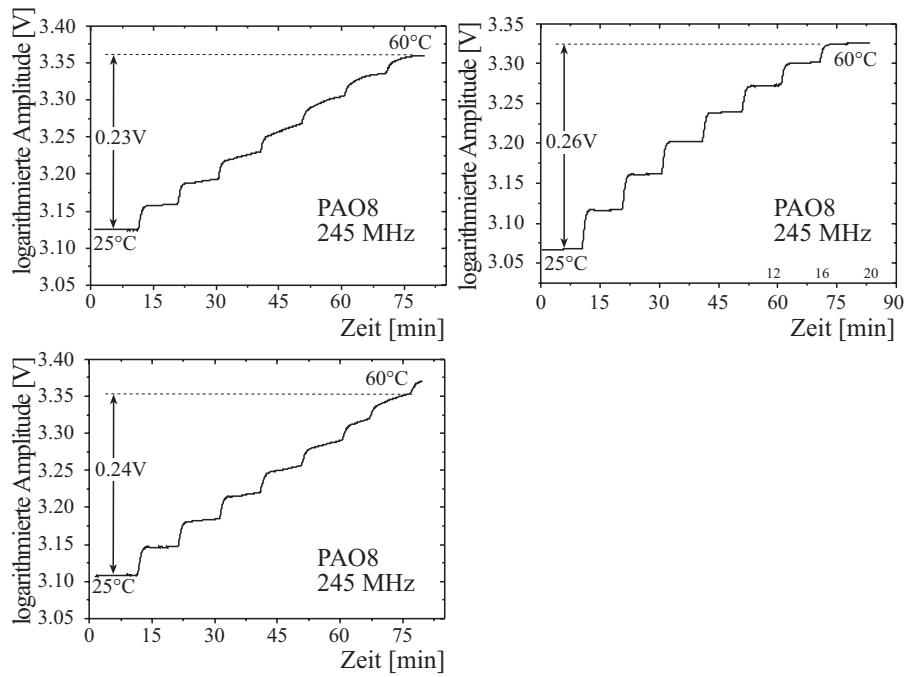 logarithmierte Amplitude [V]
3.40
3.35
3.30
3.25
3.20
3.15
3.10
3.05
60°C
0.23V
25°C
PAO8
245 MHz
0 15 30 45 60 75
Zeit [min]
logarithmierte Amplitude [V]
3.35
3.30
3.25
3.20
3.15
3.10
3.05
60°C
0.26V
25°C
PAO8
245 MHz
12 16 20
0 15 30 45 60 75 90
Zeit [min]
logarithmierte Amplitude [V]
3.40
3.35
3.30
3.25
3.20
3.15
3.10
3.05
60°C
0.24V
25°C
PAO8
245 MHz
0 15 30 45 60 75
Zeit [min]